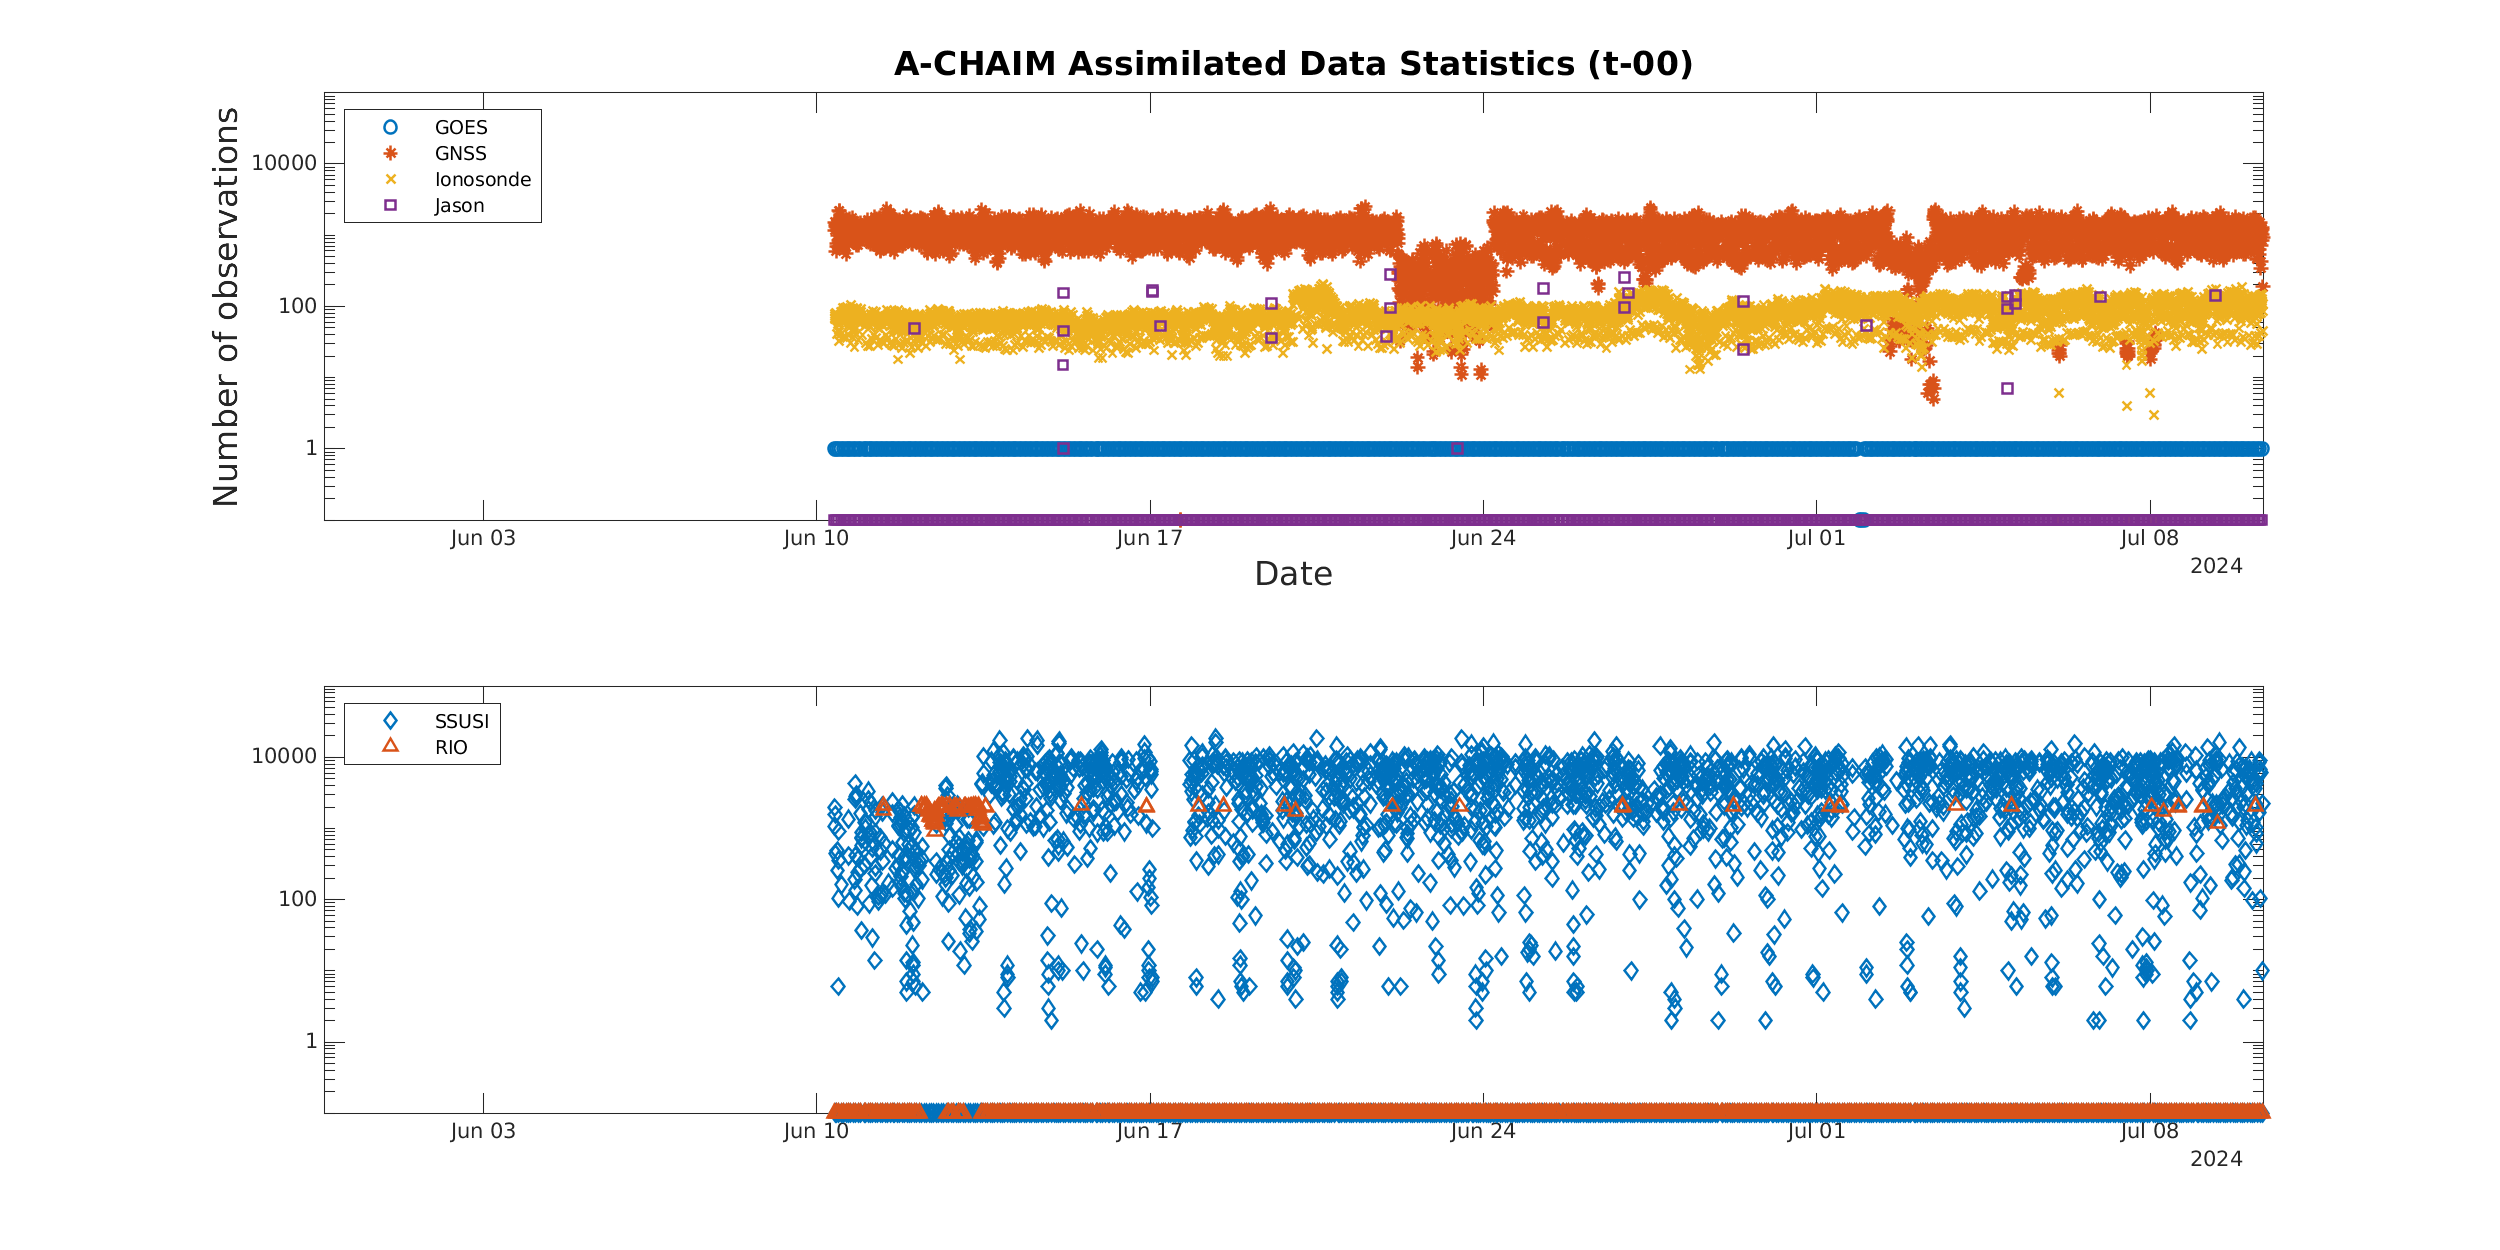 A-CHAIM Assimilated Data Statistics (t-00)
Number of observations
10000
100
1
GOES
GNSS
Ionosonde
Jason
Jun 03
Jun 10
Jun 17
Jun 24
Jul 01
Jul 08
2024
Date
10000
100
1
SSUSI
RIO
Jun 03
Jun 10
Jun 17
Jun 24
Jul 01
Jul 08
2024